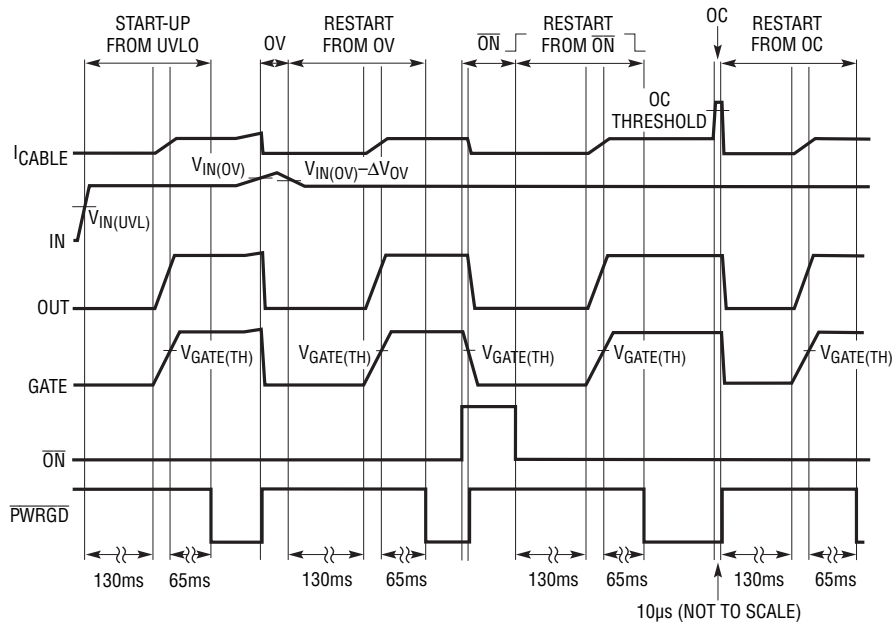 START-UP
FROM UVLO
OV
RESTART
FROM OV
ON
RESTART
FROM ON
OC
RESTART
FROM OC
OC
THRESHOLD
ICABLE
VIN(OV)
VIN(OV)–ΔVOV
VIN(UVL)
IN
OUT
VGATE(TH)
VGATE(TH)
VGATE(TH)
VGATE(TH)
VGATE(TH)
GATE
ON
PWRGD
130ms
65ms
130ms
65ms
130ms
65ms
130ms
65ms
10µs (NOT TO SCALE)